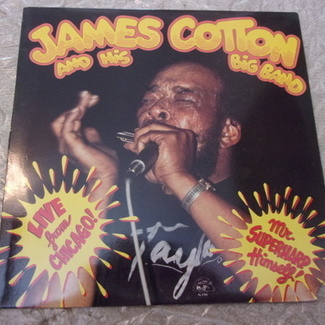 JAMES COTTON
AND HIS BIG BAND
LIVE
from
CHICAGO!
Mr.
SUPERHARP
Himself!